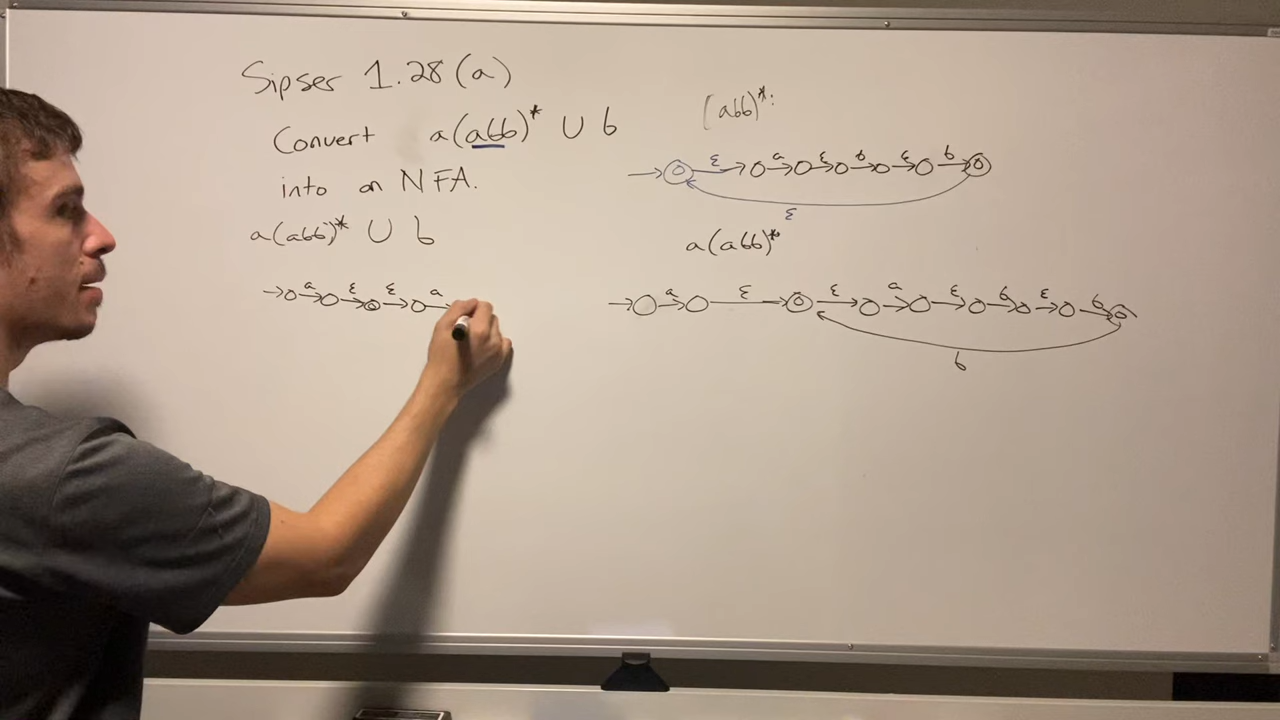 Sipser 1.28(a)
Convert a(abb)* ∪ b
into an NFA.
a(abb)* ∪ b
a ε ε a
(abb)*:
ε a ε b ε b
ε
a(abb)*
a ε ε a ε b ε b
b